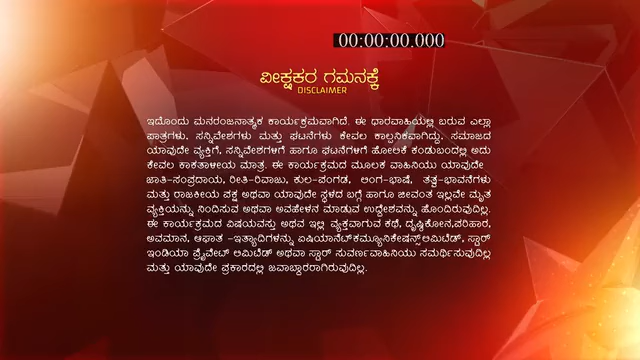 00:00:00.000
ವೀಕ್ಷಕರ ಗಮನಕ್ಕೆ
DISCLAIMER
ಇದೊಂದು ಮನರಂಜನಾತ್ಮಕ ಕಾರ್ಯಕ್ರಮವಾಗಿದೆ. ಈ ಧಾರವಾಹಿಯಲ್ಲಿ ಬರುವ ಎಲ್ಲಾ
ಪಾತ್ರಗಳು, ಸನ್ನಿವೇಶಗಳು ಮತ್ತು ಘಟನೆಗಳು ಕೇವಲ ಕಾಲ್ಪನಿಕವಾಗಿದ್ದು, ಸಮಾಜದ
ಯಾವುದೇ ವ್ಯಕ್ತಿಗೆ, ಸನ್ನಿವೇಶಗಳಿಗೆ ಹಾಗೂ ಘಟನೆಗಳಿಗೆ ಹೋಲಿಕೆ ಕಂಡುಬಂದಲ್ಲಿ ಅದು
ಕೇವಲ ಕಾಕತಾಳೀಯ ಮಾತ್ರ. ಈ ಕಾರ್ಯಕ್ರಮದ ಮೂಲಕ ವಾಹಿನಿಯು ಯಾವುದೇ
ಜಾತಿ-ಸಂಪ್ರದಾಯ, ರೀತಿ-ರಿವಾಜು, ಕುಲ-ಪಂಗಡ, ಲಿಂಗ-ಭಾಷೆ, ತತ್ವ-ಭಾವನೆಗಳು
ಮತ್ತು ರಾಜಕೀಯ ಪಕ್ಷ ಅಥವಾ ಯಾವುದೇ ಸ್ಥಳದ ಬಗ್ಗೆ ಹಾಗೂ ಜೀವಂತ ಇಲ್ಲವೇ ಮೃತ
ವ್ಯಕ್ತಿಯನ್ನು ನಿಂದಿಸುವ ಅಥವಾ ಅವಹೇಳನ ಮಾಡುವ ಉದ್ದೇಶವನ್ನು ಹೊಂದಿರುವುದಿಲ್ಲ.
ಈ ಕಾರ್ಯಕ್ರಮದ ವಿಷಯವಸ್ತು ಅಥವ ಇಲ್ಲಿ ವ್ಯಕ್ತವಾಗುವ ಕಥೆ, ದೃಷ್ಠಿಕೋನ,ಪರಿಹಾರ,
ಅವಮಾನ, ಆಘಾತ -ಇತ್ಯಾದಿಗಳನ್ನು ಏಷಿಯಾನೆಟ್‌ಕಮ್ಯೂನಿಕೇಷನ್ಸ್‌ ಲಿಮಿಟೆಡ್, ಸ್ಟಾರ್
ಇಂಡಿಯಾ ಪ್ರೈವೇಟ್ ಲಿಮಿಟೆಡ್ ಅಥವಾ ಸ್ಟಾರ್ ಸುವರ್ಣವಾಹಿನಿಯು ಸಮರ್ಥಿಸುವುದಿಲ್ಲ
ಮತ್ತು ಯಾವುದೇ ಪ್ರಕಾರದಲ್ಲಿ ಜವಾಬ್ದಾರರಾಗಿರುವುದಿಲ್ಲ.